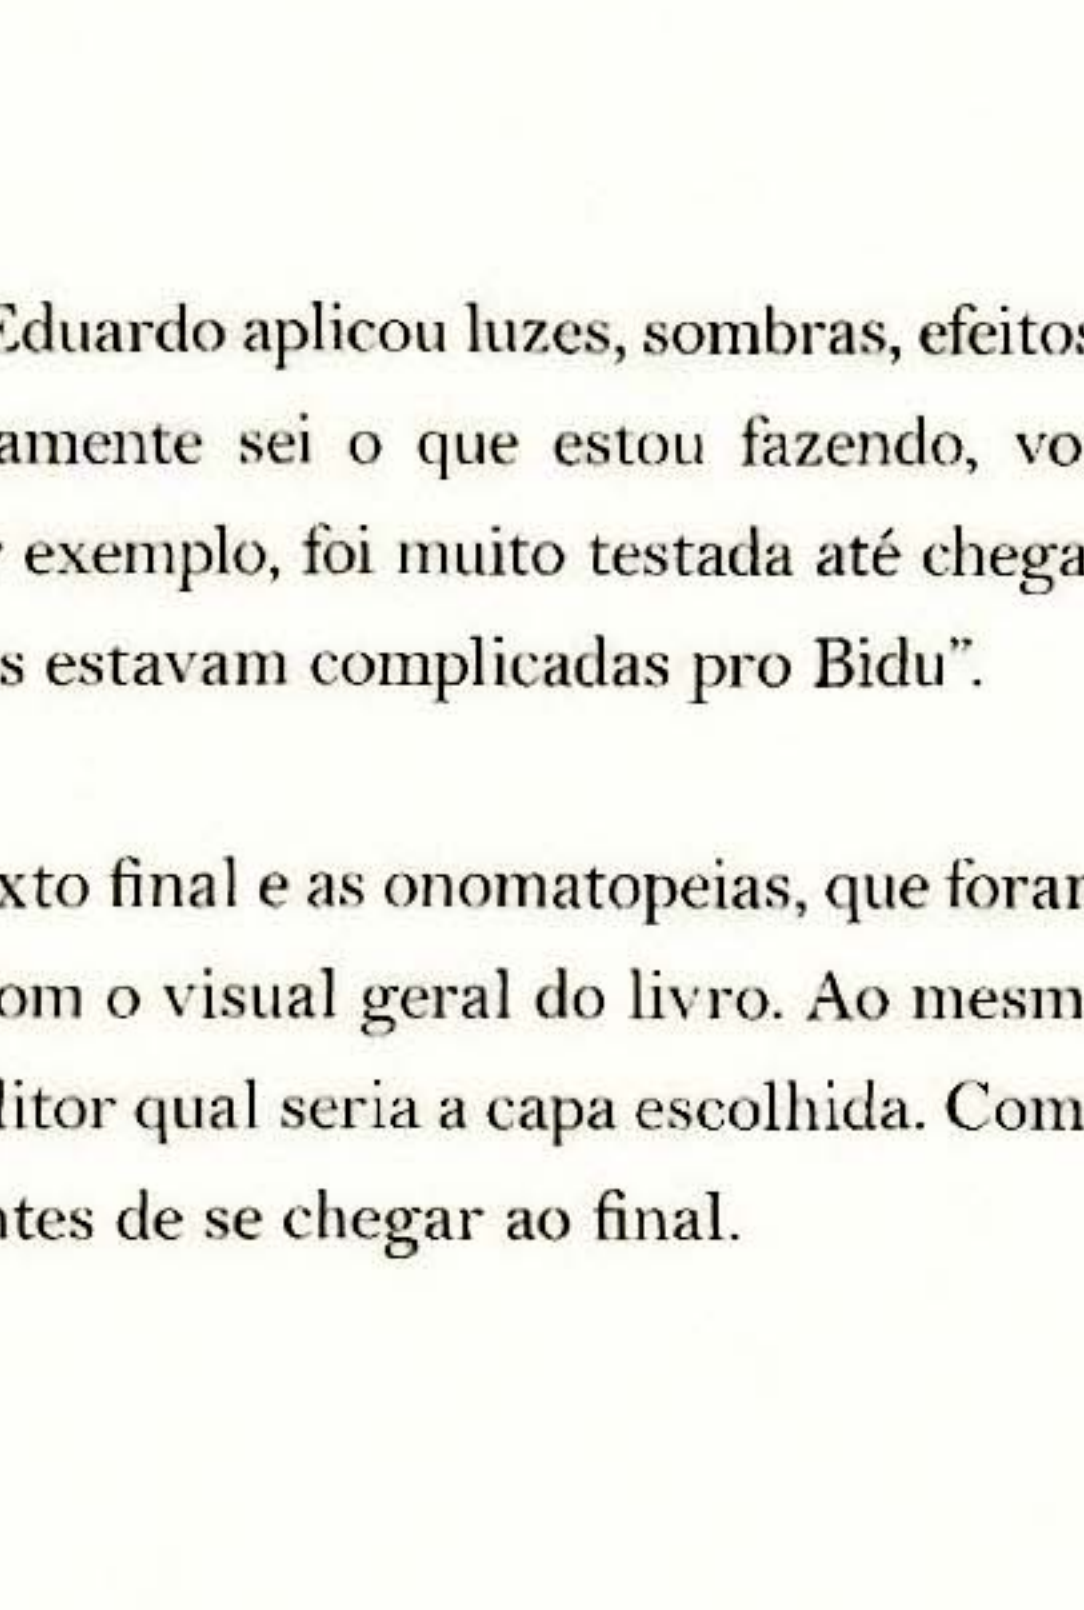 Eduardo aplicou luzes, sombras, efeitos
amente sei o que estou fazendo, vo
exemplo, foi muito testada até chega
s estavam complicadas pro Bidu”.
xto final e as onomatopeias, que foram
om o visual geral do livro. Ao mesm
litor qual seria a capa escolhida. Com
ntes de se chegar ao final.